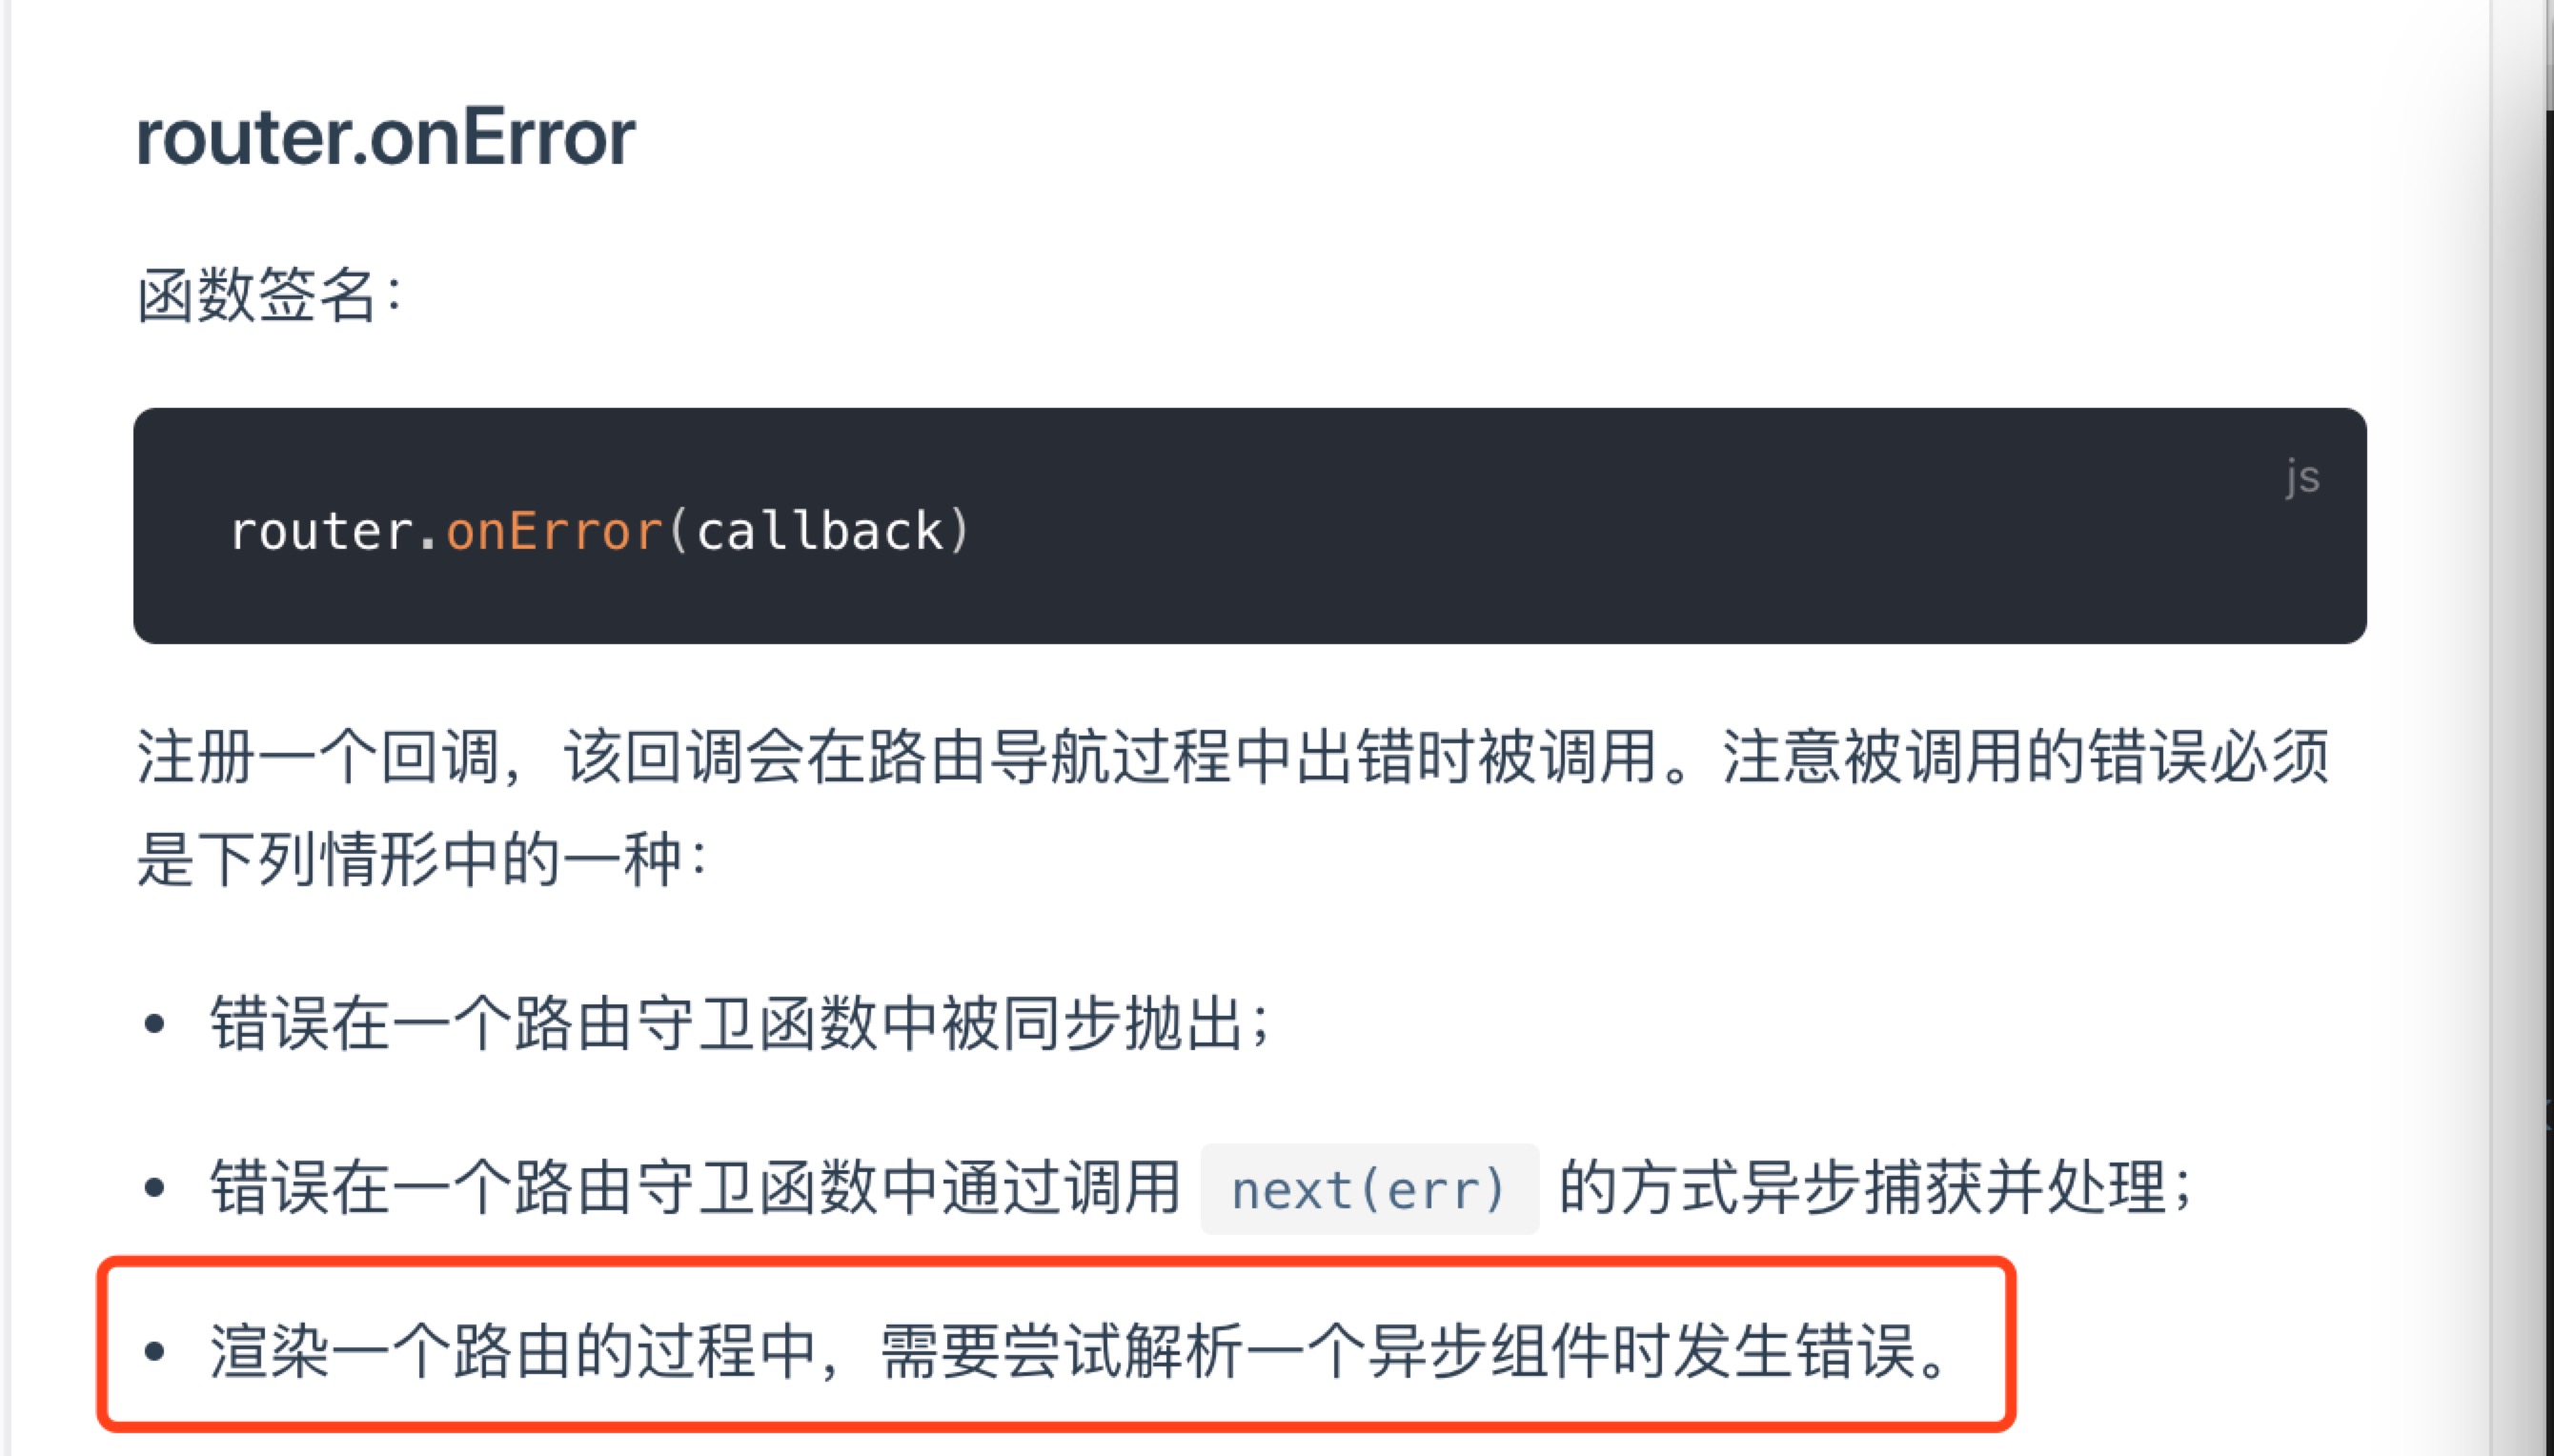 router.onError
函数签名：
js
router.onError(callback)
注册一个回调，该回调会在路由导航过程中出错时被调用。注意被调用的错误必须
是下列情形中的一种：
• 错误在一个路由守卫函数中被同步抛出；
• 错误在一个路由守卫函数中通过调用 next(err) 的方式异步捕获并处理；
• 渲染一个路由的过程中，需要尝试解析一个异步组件时发生错误。